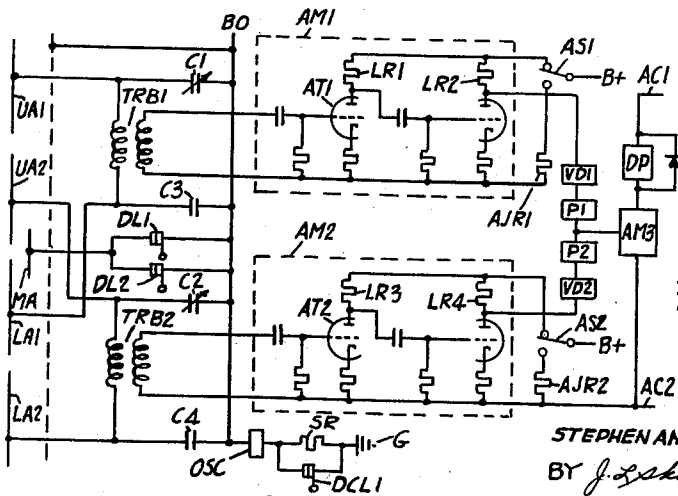 AM1
BO
C1
AS1
B+
AC1
LR1
LR2
AT1
TRB1
UA1
UA2
DP
VD1
P1
AM3
C3
AJR1
DL1
AM2
P2
DL2
C2
VD2
MA
LR3
LR4
AS2
B+
LA1
TRB2
AT2
AJR2
AC2
LA2
C4
SR
G
STEPHEN AN
OSC
DCL1
BY J.